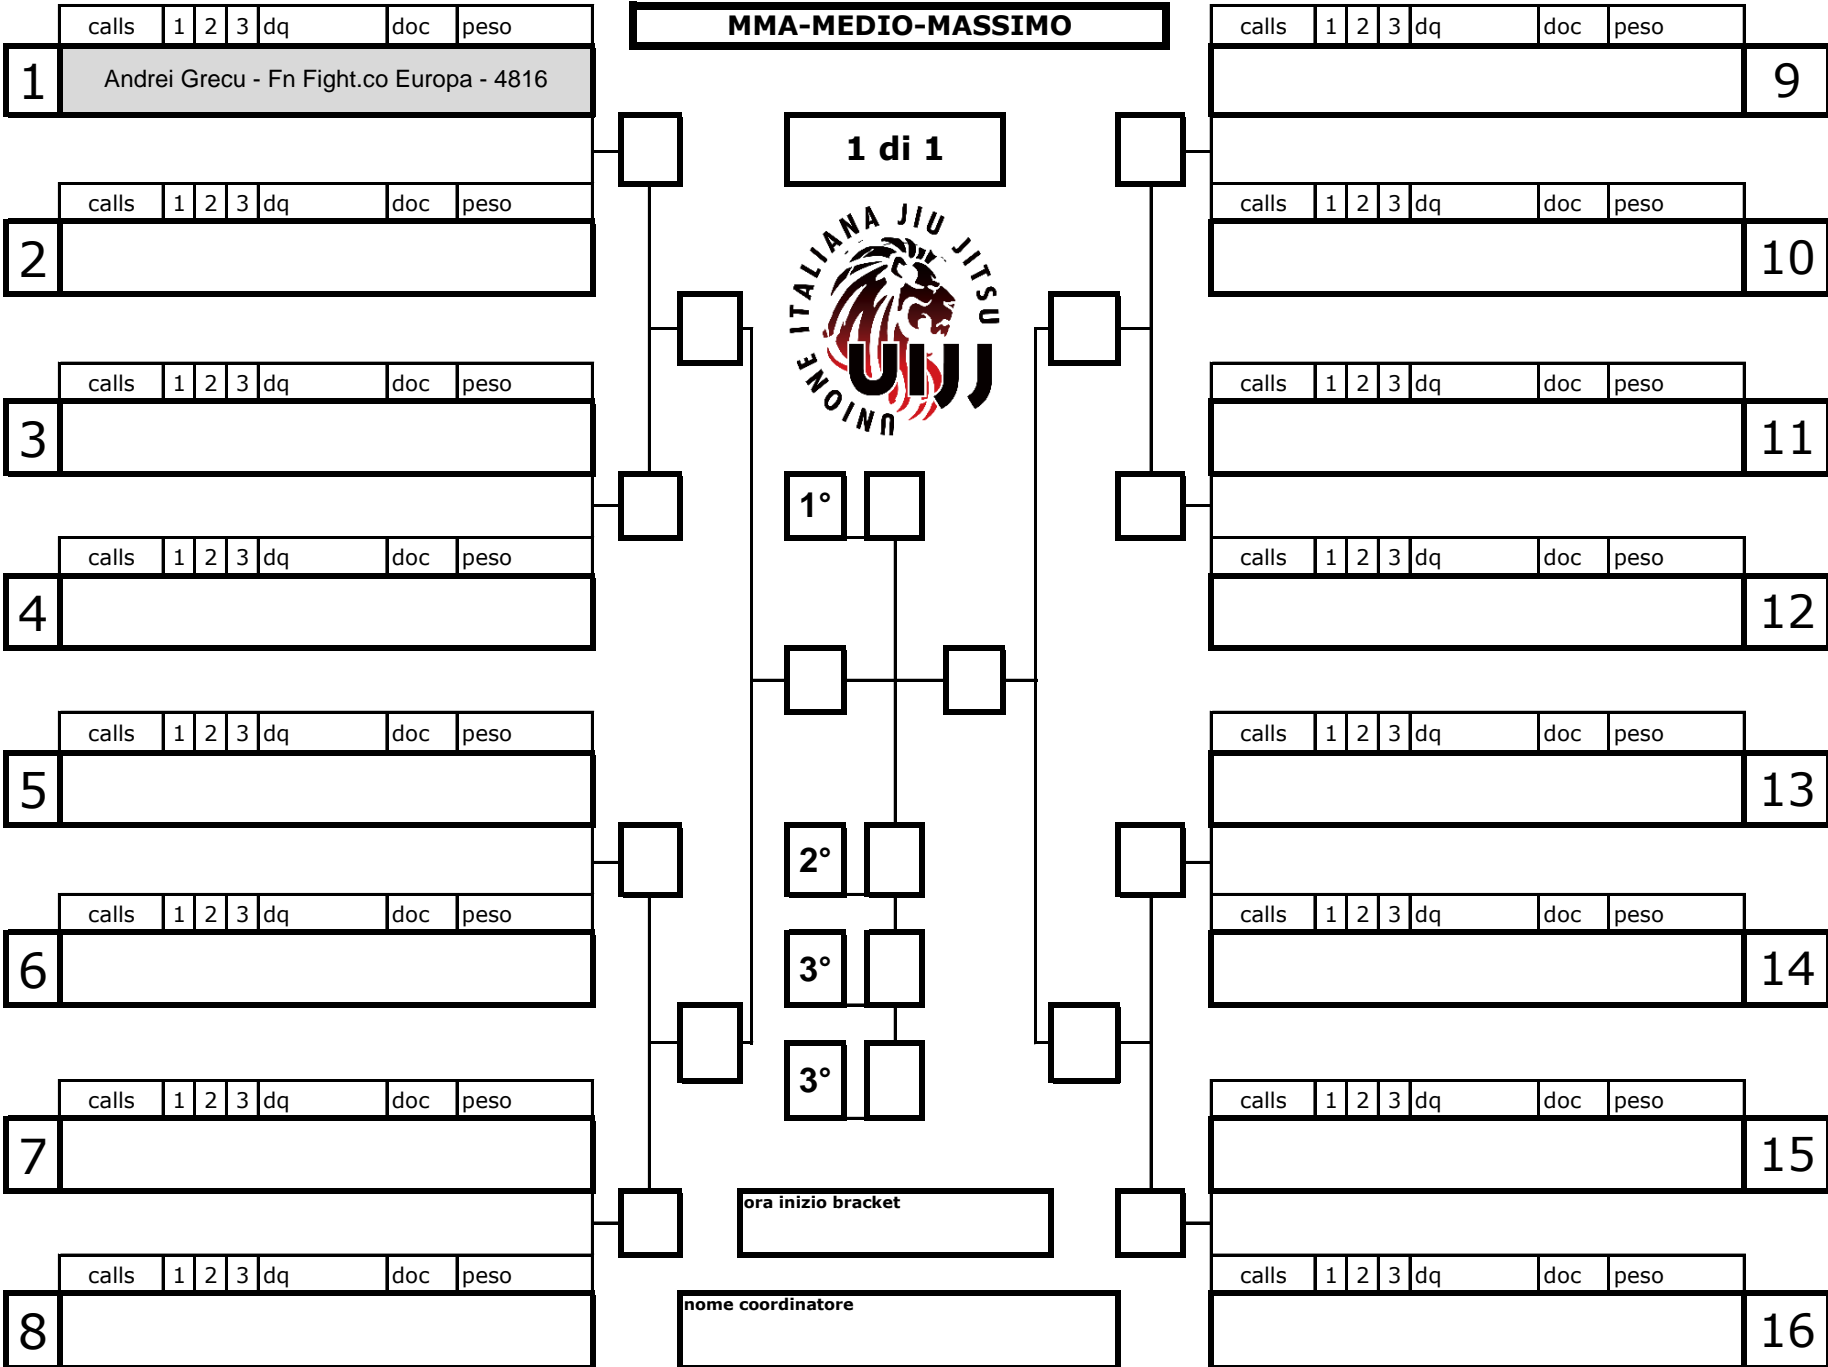 MMA-MEDIO-MASSIMO
1 di 1
UNIONE ITALIANA JIU JITSU
UIJJ
calls 1 2 3 dq doc peso
1 Andrei Grecu - Fn Fight.co Europa - 4816
calls 1 2 3 dq doc peso
2
calls 1 2 3 dq doc peso
3
calls 1 2 3 dq doc peso
4
calls 1 2 3 dq doc peso
5
calls 1 2 3 dq doc peso
6
calls 1 2 3 dq doc peso
7
calls 1 2 3 dq doc peso
8
1°
2°
3°
3°
ora inizio bracket
nome coordinatore
calls 1 2 3 dq doc peso
9
calls 1 2 3 dq doc peso
10
calls 1 2 3 dq doc peso
11
calls 1 2 3 dq doc peso
12
calls 1 2 3 dq doc peso
13
calls 1 2 3 dq doc peso
14
calls 1 2 3 dq doc peso
15
calls 1 2 3 dq doc peso
16